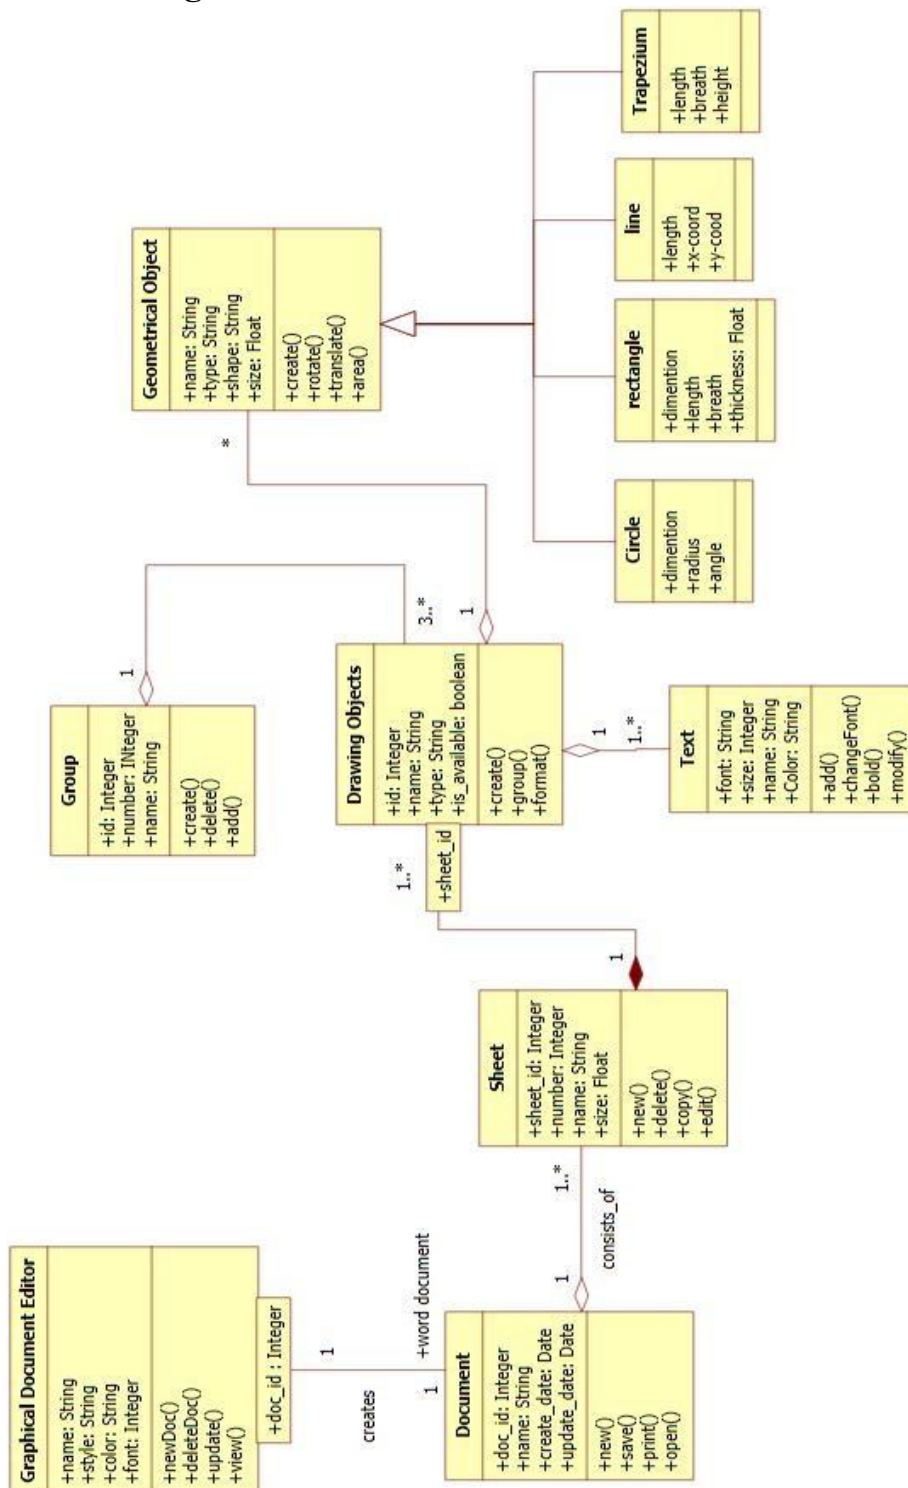 Graphical Document Editor
+name: String
+style: String
+color: String
+font: Integer
+newDoc()
+deleteDoc()
+update()
+view()
+doc_id : Integer
1
creates
+word document
1
Document
+doc_id: Integer
+name: String
+create_date: Date
+update_date: Date
+new()
+save()
+print()
+open()
1
consists_of
1..*
Sheet
+sheet_id: Integer
+number: Integer
+name: String
+size: Float
+new()
+delete()
+copy()
+edit()
1
1..*
+sheet_id
Group
+id: Integer
+number: INteger
+name: String
+create()
+delete()
+add()
1
3..*
Drawing Objects
+id: Integer
+name: String
+type: String
+is_available: boolean
+create()
+group()
+format()
1
1..*
Text
+font: String
+size: Integer
+name: String
+Color: String
+add()
+changeFont()
+bold()
+modify()
1
*
Geometrical Object
+name: String
+type: String
+shape: String
+size: Float
+create()
+rotate()
+translate()
+area()
Circle
+dimention
+radius
+angle
rectangle
+dimention
+length
+breath
+thickness: Float
line
+length
+x-coord
+y-cood
Trapezium
+length
+breath
+height